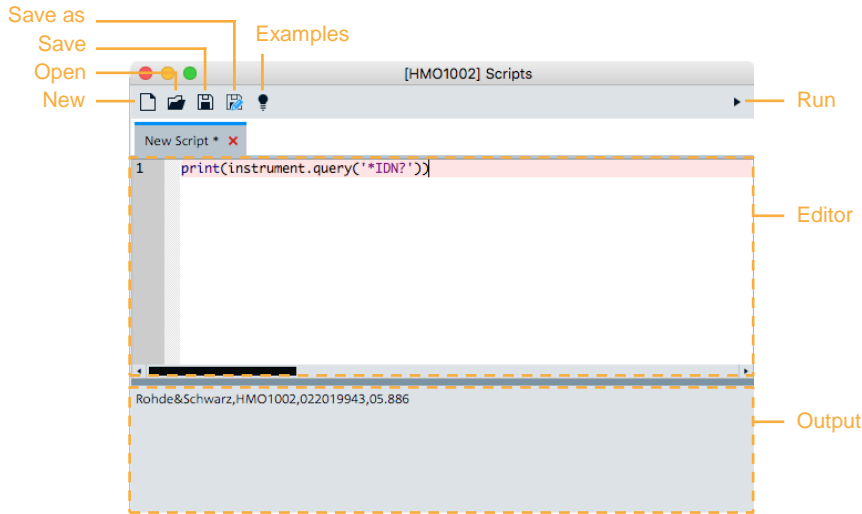 Save as
Save
Examples
Open
[HMO1002] Scripts
New
Run
New Script *
1 print(instrument.query('*IDN?'))
Editor
Rohde&Schwarz,HMO1002,022019943,05.886
Output